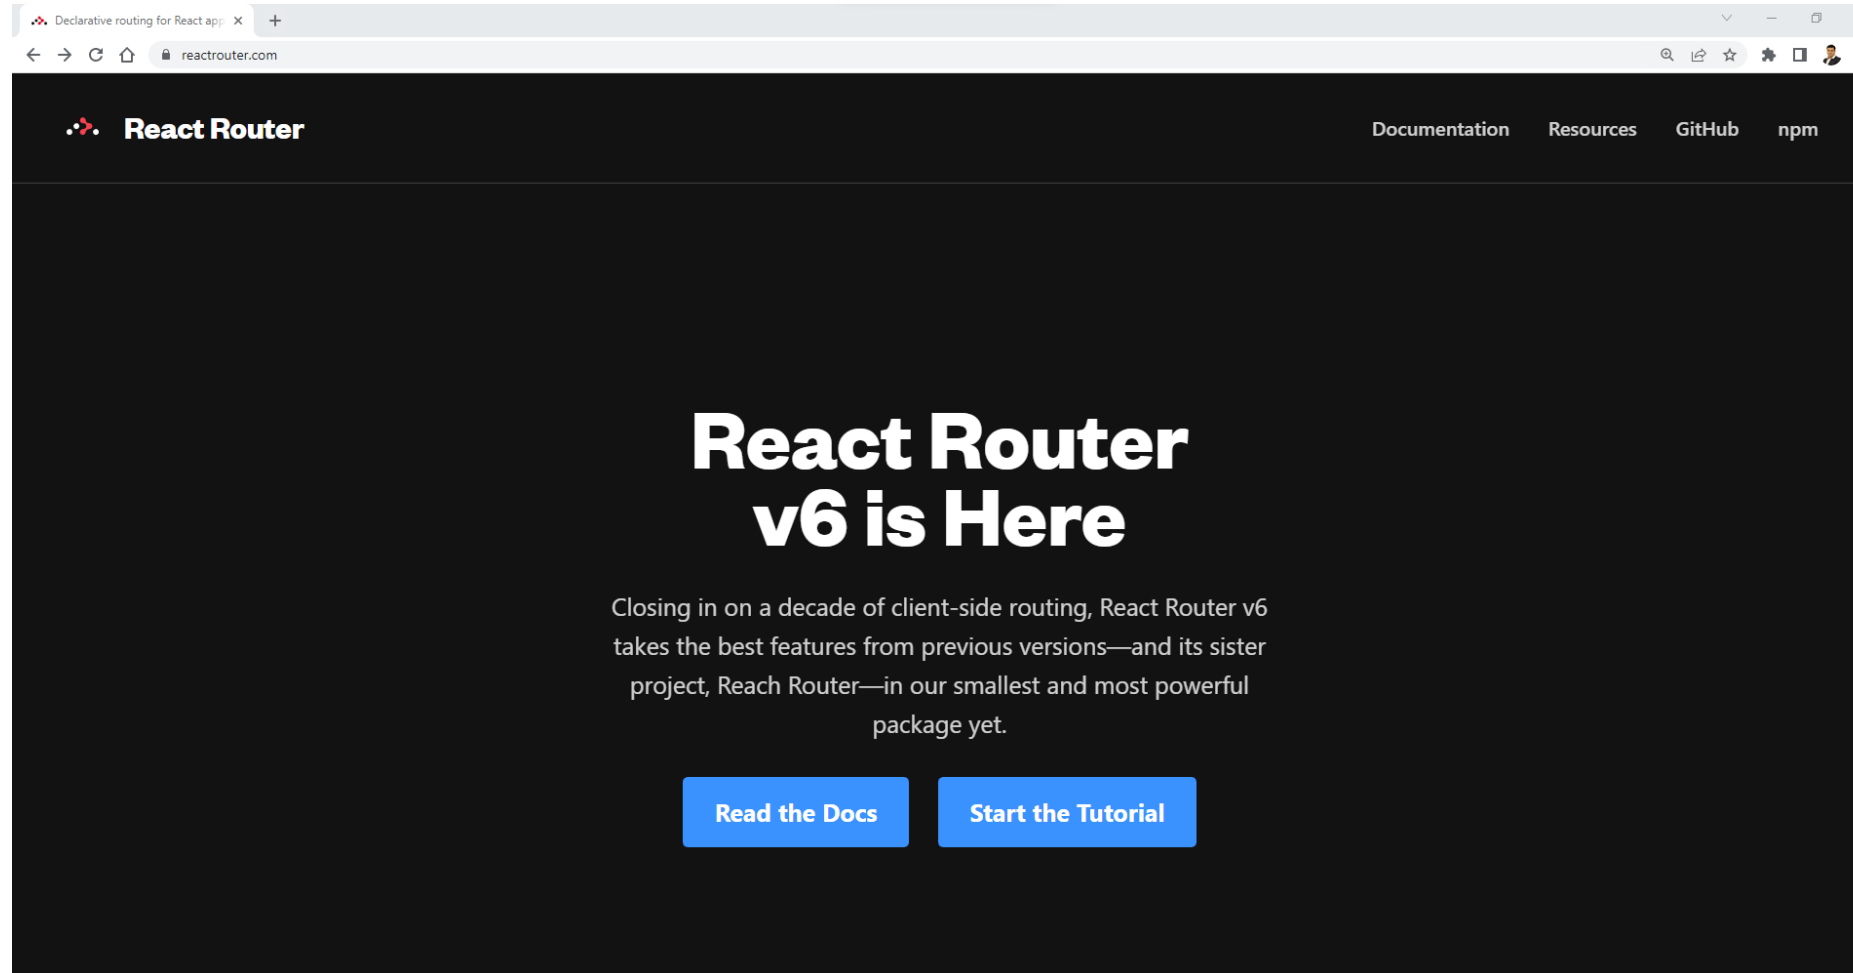 Declarative routing for React app
reactrouter.com
React Router
Documentation Resources GitHub npm
React Router
v6 is Here
Closing in on a decade of client-side routing, React Router v6
takes the best features from previous versions—and its sister
project, Reach Router—in our smallest and most powerful
package yet.
Read the Docs Start the Tutorial